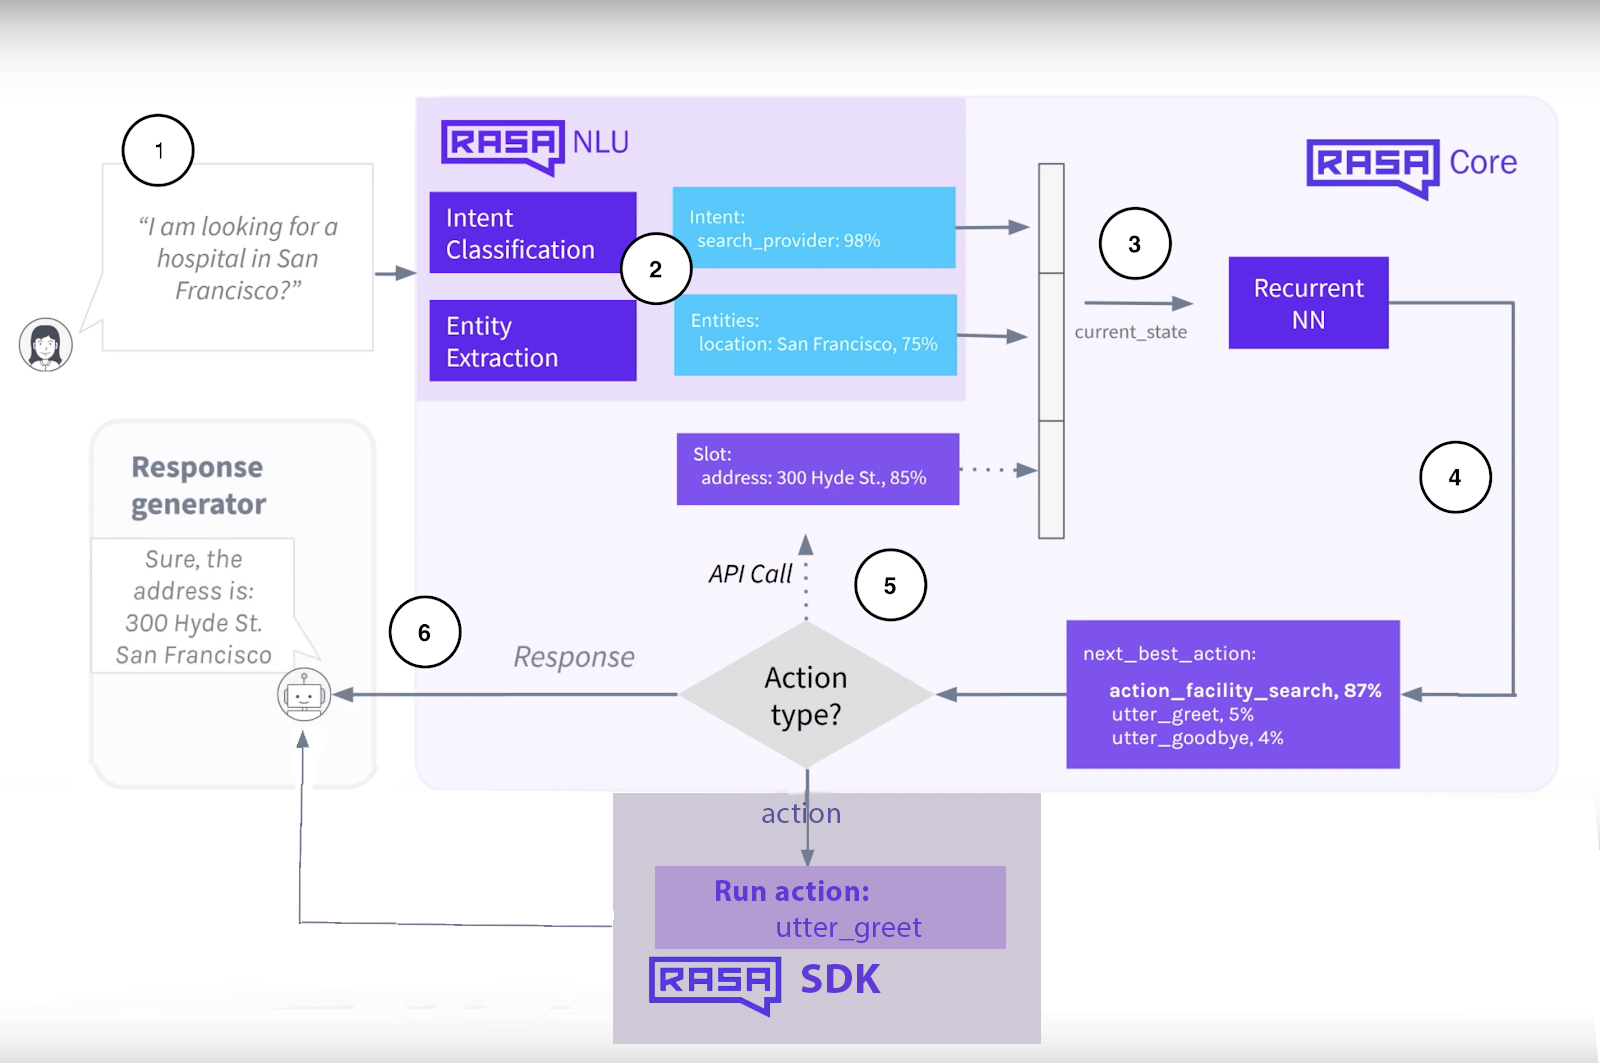 1
“I am looking for a
hospital in San
Francisco?”
RASA NLU
Intent
Classification
Entity
Extraction
2
Intent:
search_provider: 98%
Entities:
location: San Francisco, 75%
RASA Core
3
current_state
Recurrent
NN
4
Slot:
address: 300 Hyde St., 85%
API Call
5
next_best_action:
action_facility_search, 87%
utter_greet, 5%
utter_goodbye, 4%
Action
type?
Response
6
Response
generator
Sure, the
address is:
300 Hyde St.
San Francisco
action
Run action:
utter_greet
RASA SDK